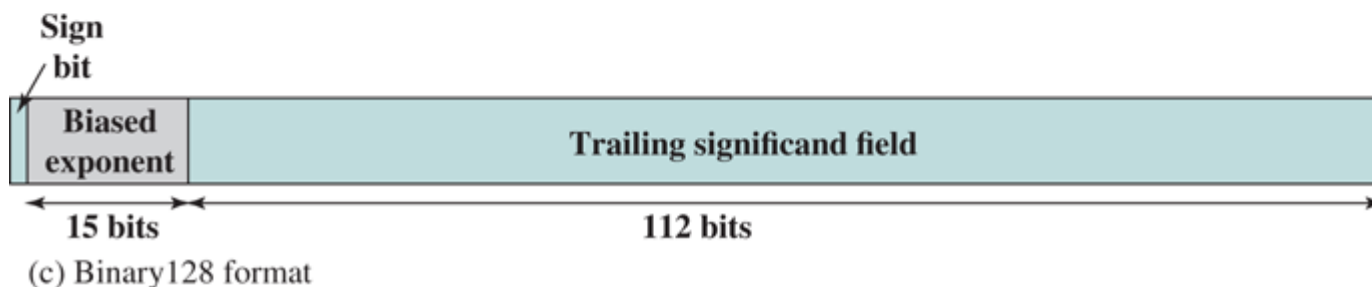 Sign
bit
Biased
exponent
Trailing significand field
15 bits
112 bits
(c) Binary128 format